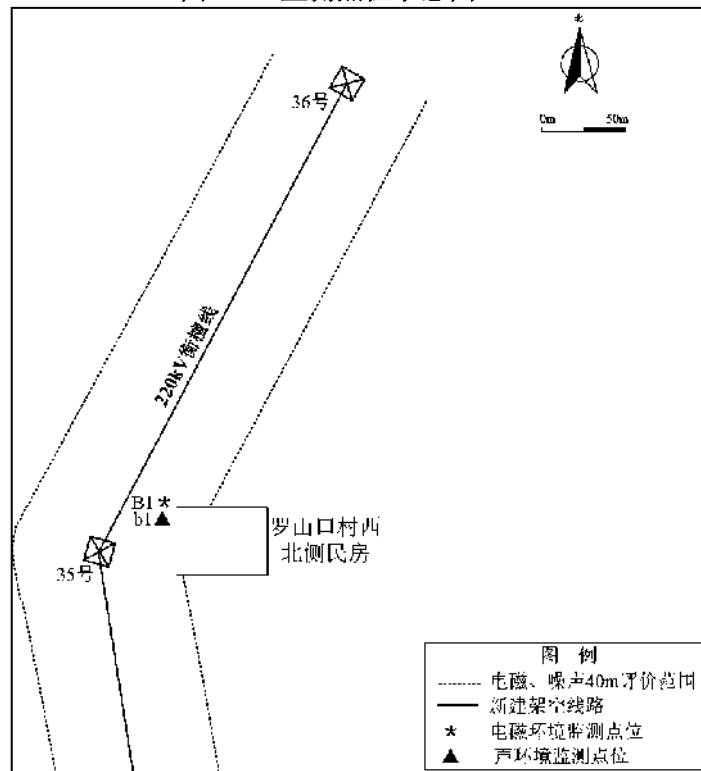 36号
0m 50m
220kV衡檀线
B1
b1
罗山口村西
北侧民房
35号
图 例
电磁、噪声40m评价范围
新建架空线路
电磁环境监测点位
声环境监测点位